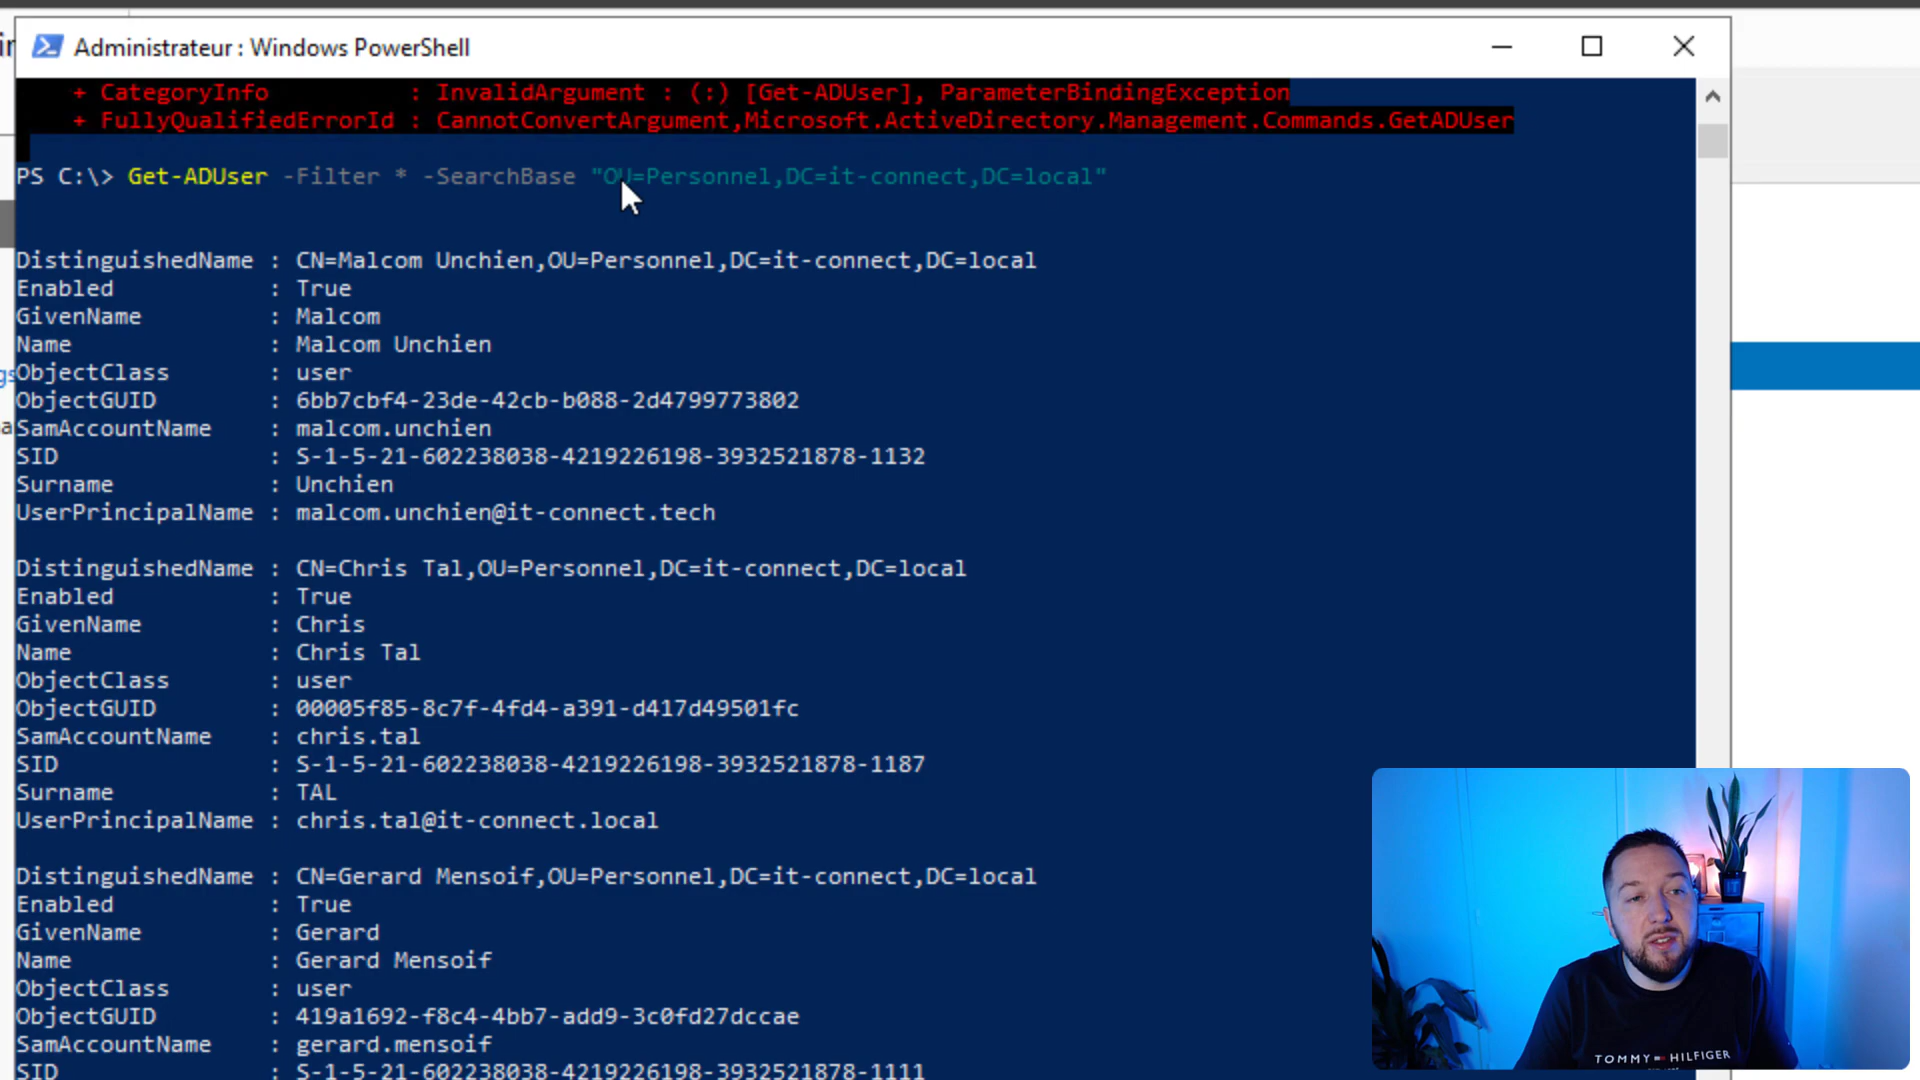 Administrateur : Windows PowerShell
+ CategoryInfo : InvalidArgument : (:) [Get-ADUser], ParameterBindingException
+ FullyQualifiedErrorId : CannotConvertArgument,Microsoft.ActiveDirectory.Management.Commands.GetADUser
PS C:\> Get-ADUser -Filter * -SearchBase "OU=Personnel,DC=it-connect,DC=local"
DistinguishedName : CN=Malcom Unchien,OU=Personnel,DC=it-connect,DC=local
Enabled : True
GivenName : Malcom
Name : Malcom Unchien
ObjectClass : user
ObjectGUID : 6bb7cbf4-23de-42cb-b088-2d4799773802
SamAccountName : malcom.unchien
SID : S-1-5-21-602238038-4219226198-3932521878-1132
Surname : Unchien
UserPrincipalName : malcom.unchien@it-connect.tech
DistinguishedName : CN=Chris Tal,OU=Personnel,DC=it-connect,DC=local
Enabled : True
GivenName : Chris
Name : Chris Tal
ObjectClass : user
ObjectGUID : 00005f85-8c7f-4fd4-a391-d417d49501fc
SamAccountName : chris.tal
SID : S-1-5-21-602238038-4219226198-3932521878-1187
Surname : TAL
UserPrincipalName : chris.tal@it-connect.local
DistinguishedName : CN=Gerard Mensoif,OU=Personnel,DC=it-connect,DC=local
Enabled : True
GivenName : Gerard
Name : Gerard Mensoif
ObjectClass : user
ObjectGUID : 419a1692-f8c4-4bb7-add9-3c0fd27dccae
SamAccountName : gerard.mensoif
SID : S-1-5-21-602238038-4219226198-3932521878-1111
TOMMY HILFIGER